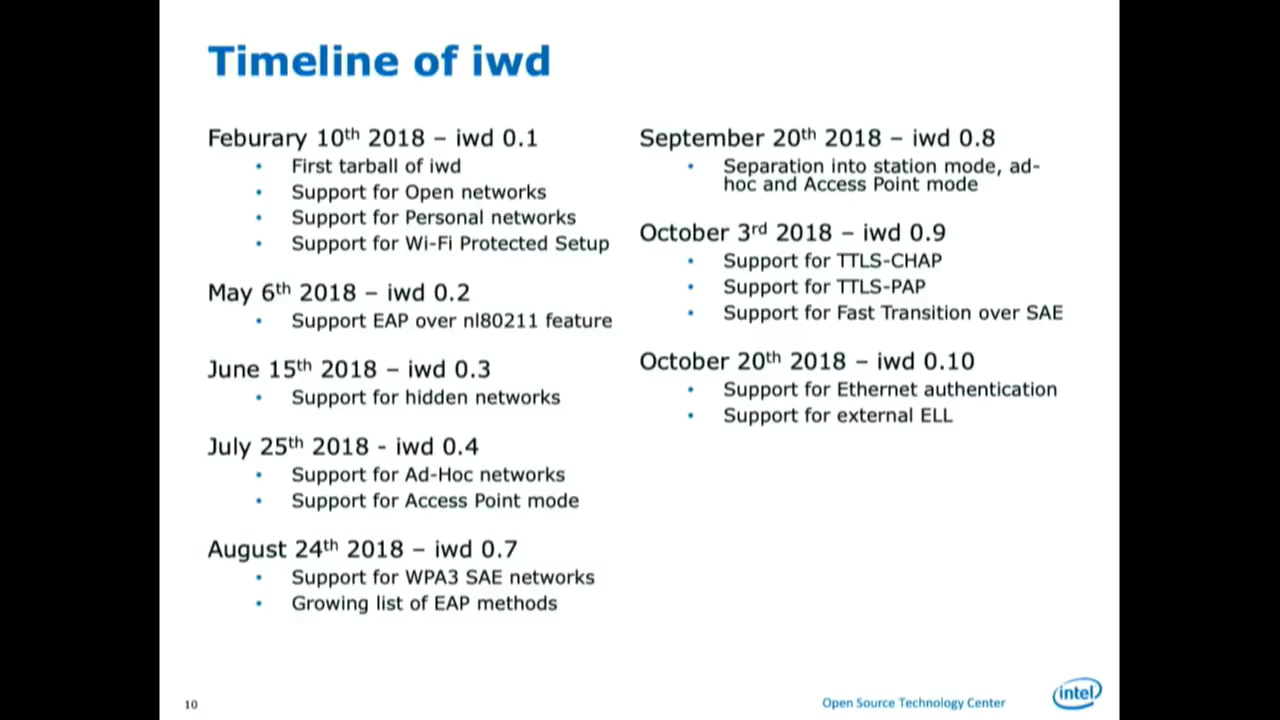 Timeline of iwd
Feburary 10th 2018 – iwd 0.1
• First tarball of iwd
• Support for Open networks
• Support for Personal networks
• Support for Wi-Fi Protected Setup
May 6th 2018 – iwd 0.2
• Support EAP over nl80211 feature
June 15th 2018 – iwd 0.3
• Support for hidden networks
July 25th 2018 - iwd 0.4
• Support for Ad-Hoc networks
• Support for Access Point mode
August 24th 2018 – iwd 0.7
• Support for WPA3 SAE networks
• Growing list of EAP methods
September 20th 2018 – iwd 0.8
• Separation into station mode, ad-
hoc and Access Point mode
October 3rd 2018 – iwd 0.9
• Support for TTLS-CHAP
• Support for TTLS-PAP
• Support for Fast Transition over SAE
October 20th 2018 – iwd 0.10
• Support for Ethernet authentication
• Support for external ELL
10
Open Source Technology Center
intel